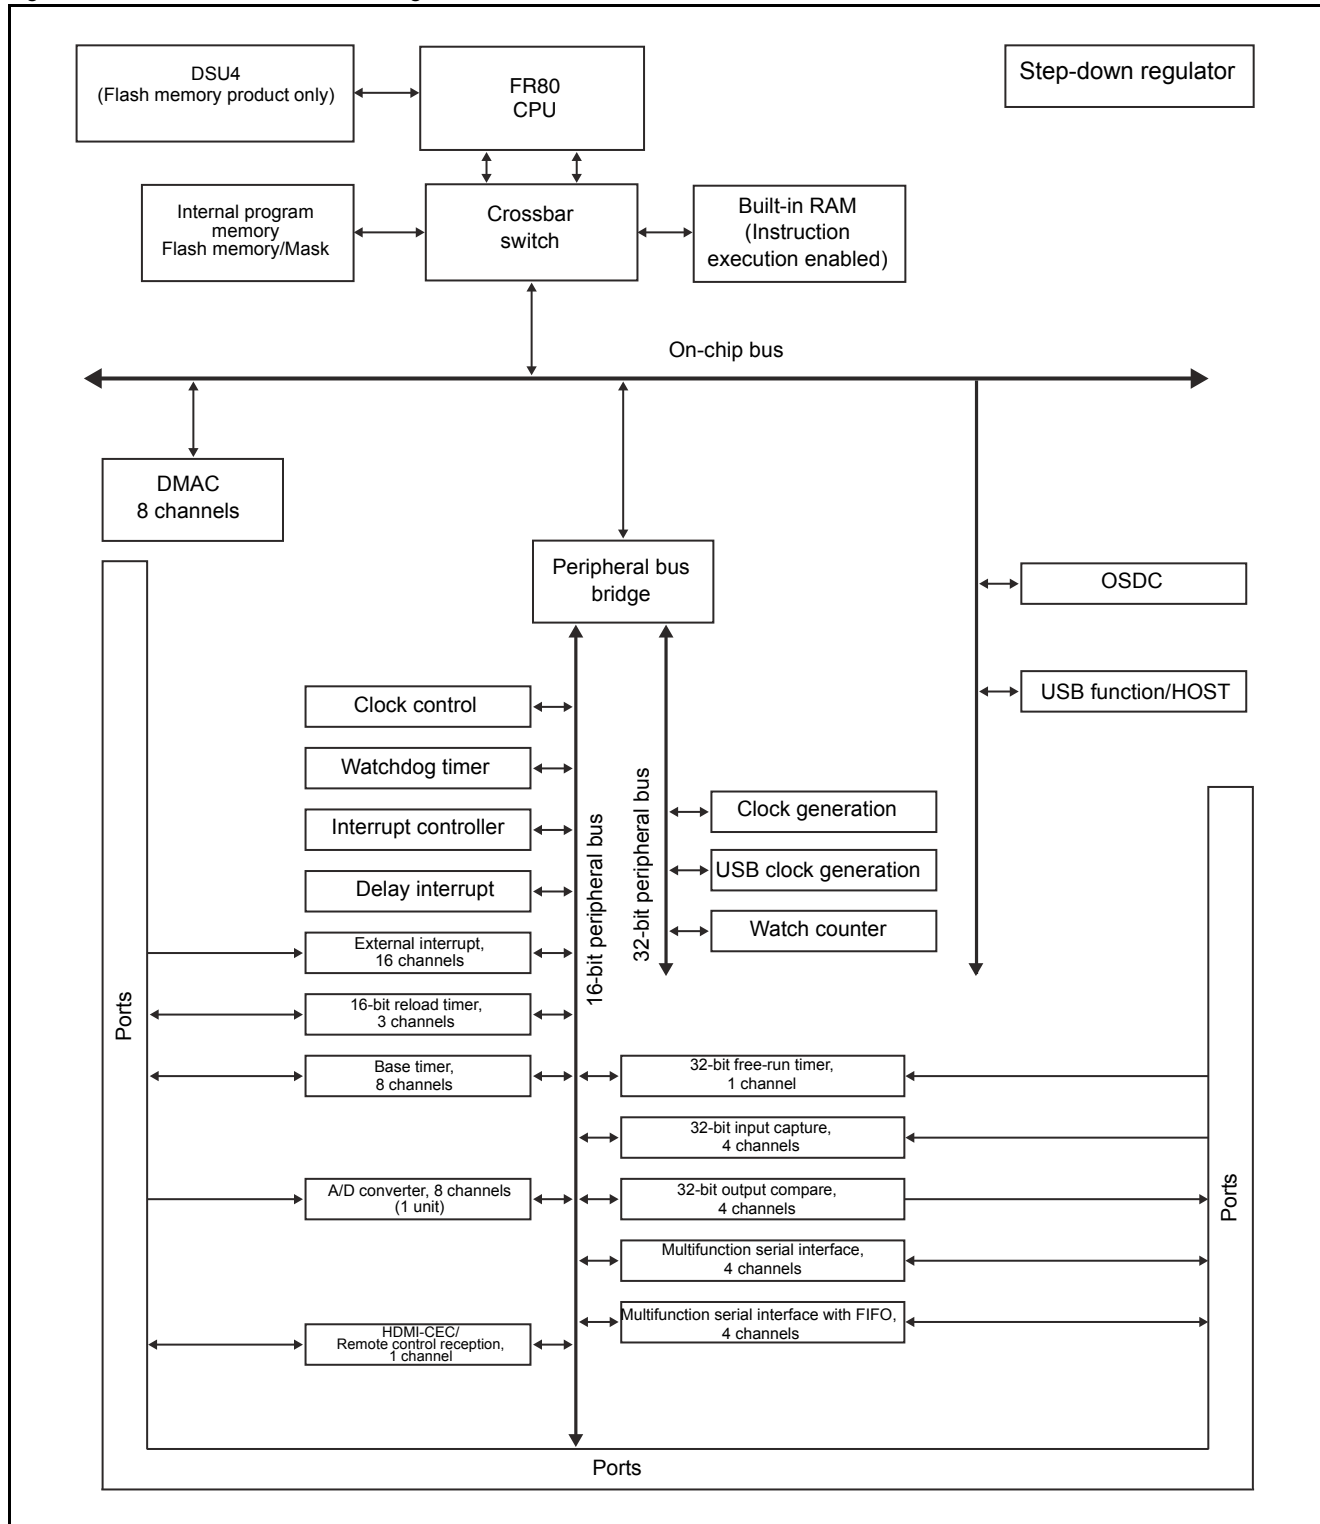 DSU4
(Flash memory product only)
FR80
CPU
Step-down regulator
Internal program
memory
Flash memory/Mask
Crossbar
switch
Built-in RAM
(Instruction
execution enabled)
On-chip bus
DMAC
8 channels
Peripheral bus
bridge
OSDC
USB function/HOST
Clock control
Watchdog timer
Interrupt controller
Delay interrupt
External interrupt,
16 channels
16-bit reload timer,
3 channels
Base timer,
8 channels
A/D converter, 8 channels
(1 unit)
HDMI-CEC/
Remote control reception,
1 channel
16-bit peripheral bus
32-bit peripheral bus
Clock generation
USB clock generation
Watch counter
32-bit free-run timer,
1 channel
32-bit input capture,
4 channels
32-bit output compare,
4 channels
Multifunction serial interface,
4 channels
Multifunction serial interface with FIFO,
4 channels
Ports
Ports
Ports